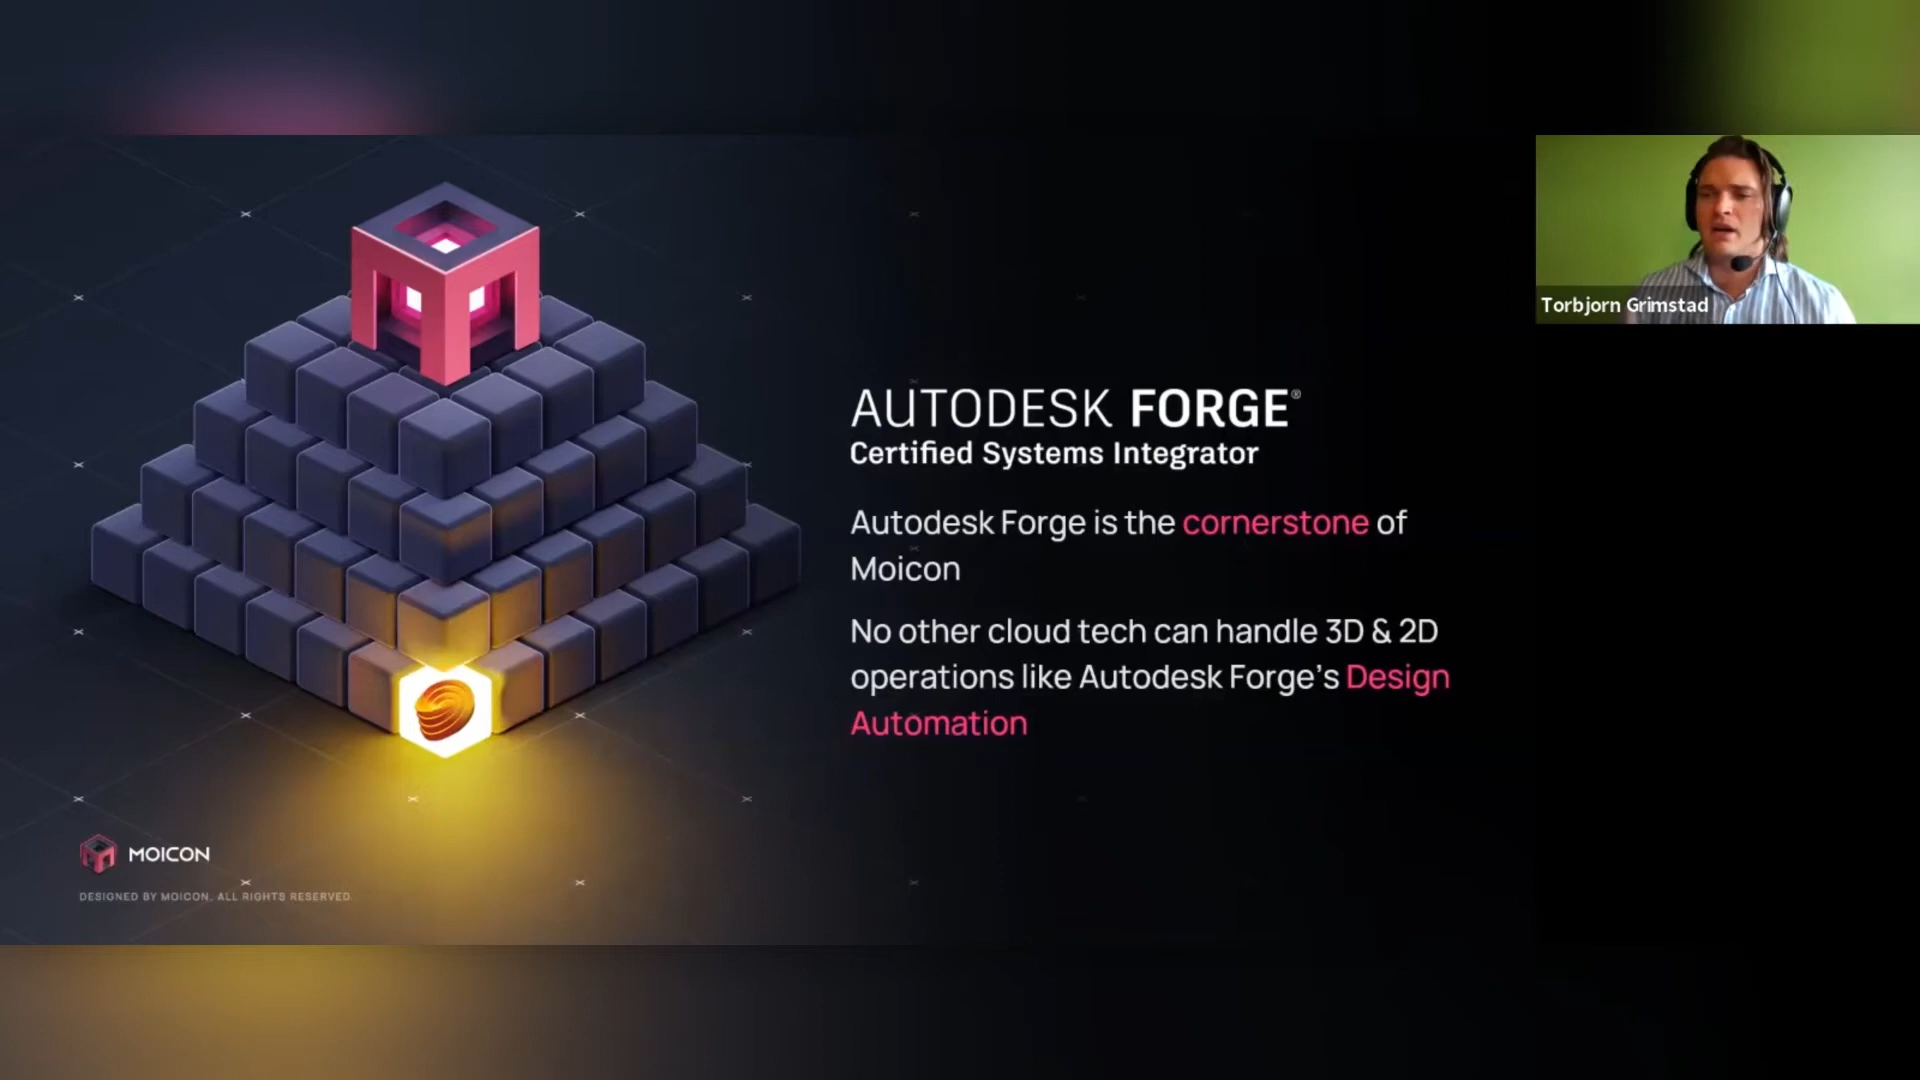 Torbjorn Grimstad
AUTODESK FORGE®
Certified Systems Integrator
Autodesk Forge is the cornerstone of
Moicon
No other cloud tech can handle 3D & 2D
operations like Autodesk Forge's Design
Automation
MOICON
DESIGNED BY MOICON. ALL RIGHTS RESERVED.